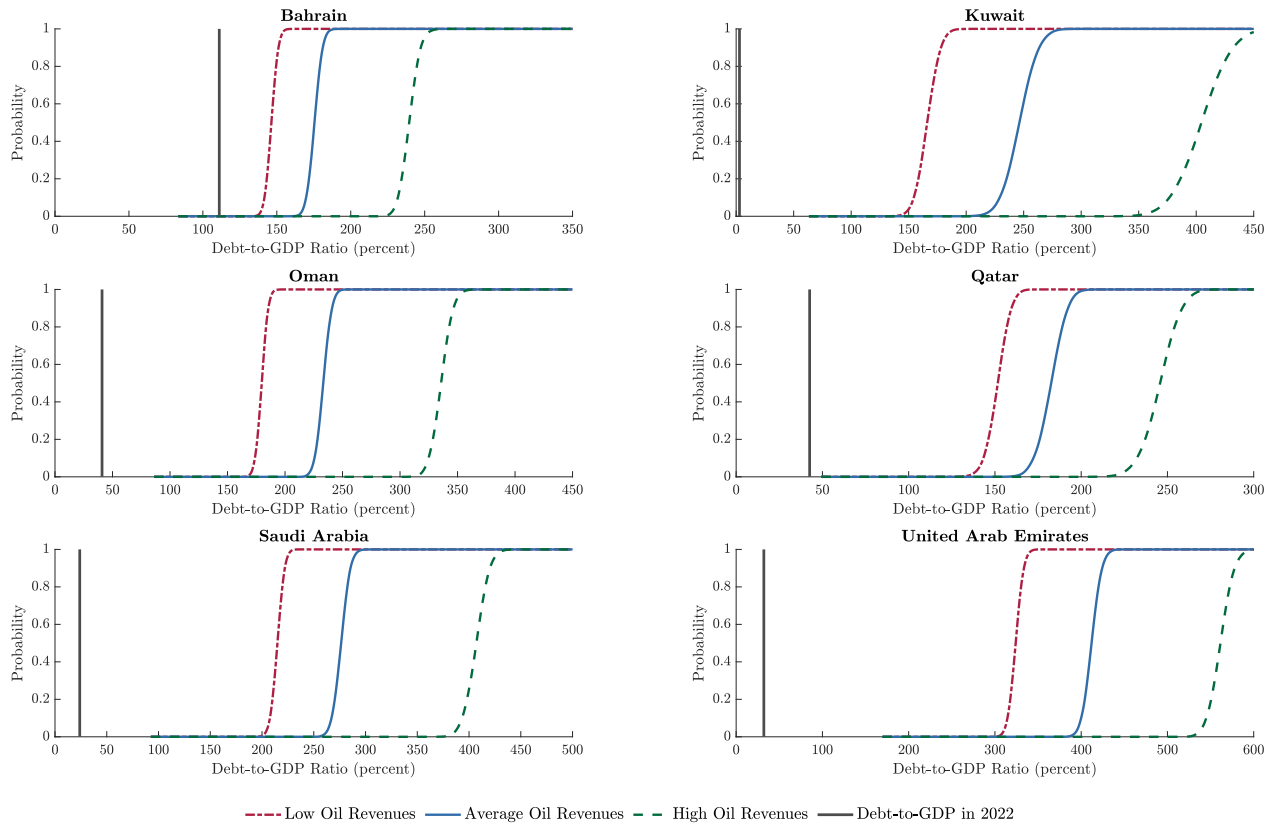 Bahrain
1
0.8
0.6
0.4
0.2
0
Probability
0 50 100 150 200 250 300 350
Debt-to-GDP Ratio (percent)
Kuwait
1
0.8
0.6
0.4
0.2
0
Probability
0 50 100 150 200 250 300 350 400 450
Debt-to-GDP Ratio (percent)
Oman
1
0.8
0.6
0.4
0.2
0
Probability
0 50 100 150 200 250 300 350 400 450
Debt-to-GDP Ratio (percent)
Qatar
1
0.8
0.6
0.4
0.2
0
Probability
0 50 100 150 200 250 300
Debt-to-GDP Ratio (percent)
Saudi Arabia
1
0.8
0.6
0.4
0.2
0
Probability
0 50 100 150 200 250 300 350 400 450 500
Debt-to-GDP Ratio (percent)
United Arab Emirates
1
0.8
0.6
0.4
0.2
0
Probability
0 100 200 300 400 500 600
Debt-to-GDP Ratio (percent)
Low Oil Revenues Average Oil Revenues High Oil Revenues Debt-to-GDP in 2022